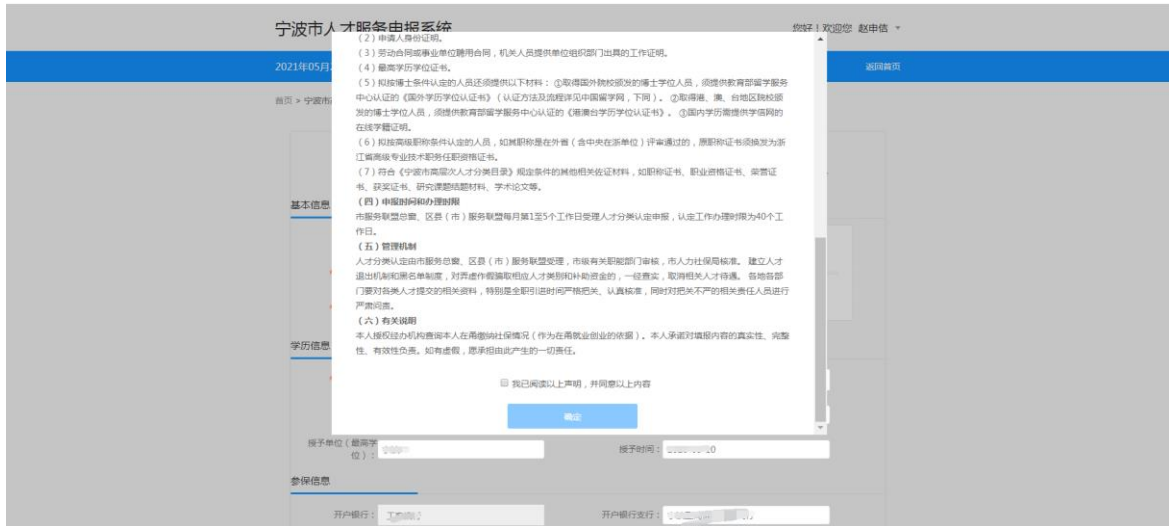 宁波市人才服务申报系统
您好！欢迎您 赵申信
2021年05月
返回首页
首页 > 宁波市
（2）申请人身份证明。
（3）劳动合同或事业单位聘用合同，机关人员提供单位组织部门出具的工作证明。
（4）最高学历学位证书。
（5）拟按博士条件认定的人员还须提供以下材料：①取得国外院校颁发的博士学位人员，须提供教育部留学服务
中心认证的《国外学历学位认证书》（认证方法及流程详见中国留学网，下同）。 ②取得港、澳、台地区院校颁
发的博士学位人员，须提供教育部留学服务中心认证的《港澳台学历学位认证书》。 ③国内学历需提供学信网的
在线学籍证明。
（6）拟按高级职称条件认定的人员，如其职称是在外省（含中央在浙单位）评审通过的，原职称证书须换发为浙
江省高级专业技术职务任职资格证书。
（7）符合《宁波市高层次人才分类目录》规定条件的其他相关佐证材料，如职称证书、职业资格证书、荣誉证
书、获奖证书、研究课题结题材料、学术论文等。
（四）申报时间和办理时限
市服务联盟总窗、区县（市）服务联盟每月第1至5个工作日受理人才分类认定申报，认定工作办理时限为40个工
作日。
（五）管理机制
人才分类认定由市服务总窗、区县（市）服务联盟受理，市级有关职能部门审核，市人力社保局核准。 建立人才
退出机制和黑名单制度，对弄虚作假骗取相应人才类别和补助资金的，一经查实，取消相关人才待遇。 各地各部
门要对各类人才提交的相关资料，特别是全职引进时间严格把关、认真核准，同时对把关不严的相关责任人员进行
严肃问责。
（六）有关说明
本人授权经办机构查询本人在甬缴纳社保情况（作为在甬就业创业的依据）。本人承诺对填报内容的真实性、完整
性、有效性负责。如有虚假，愿承担由此产生的一切责任。
我已阅读以上声明，并同意以上内容
确定
基本信息
学历信息
授予单位（最高学
位）：
授予时间：
参保信息
开户银行：
开户银行支行：